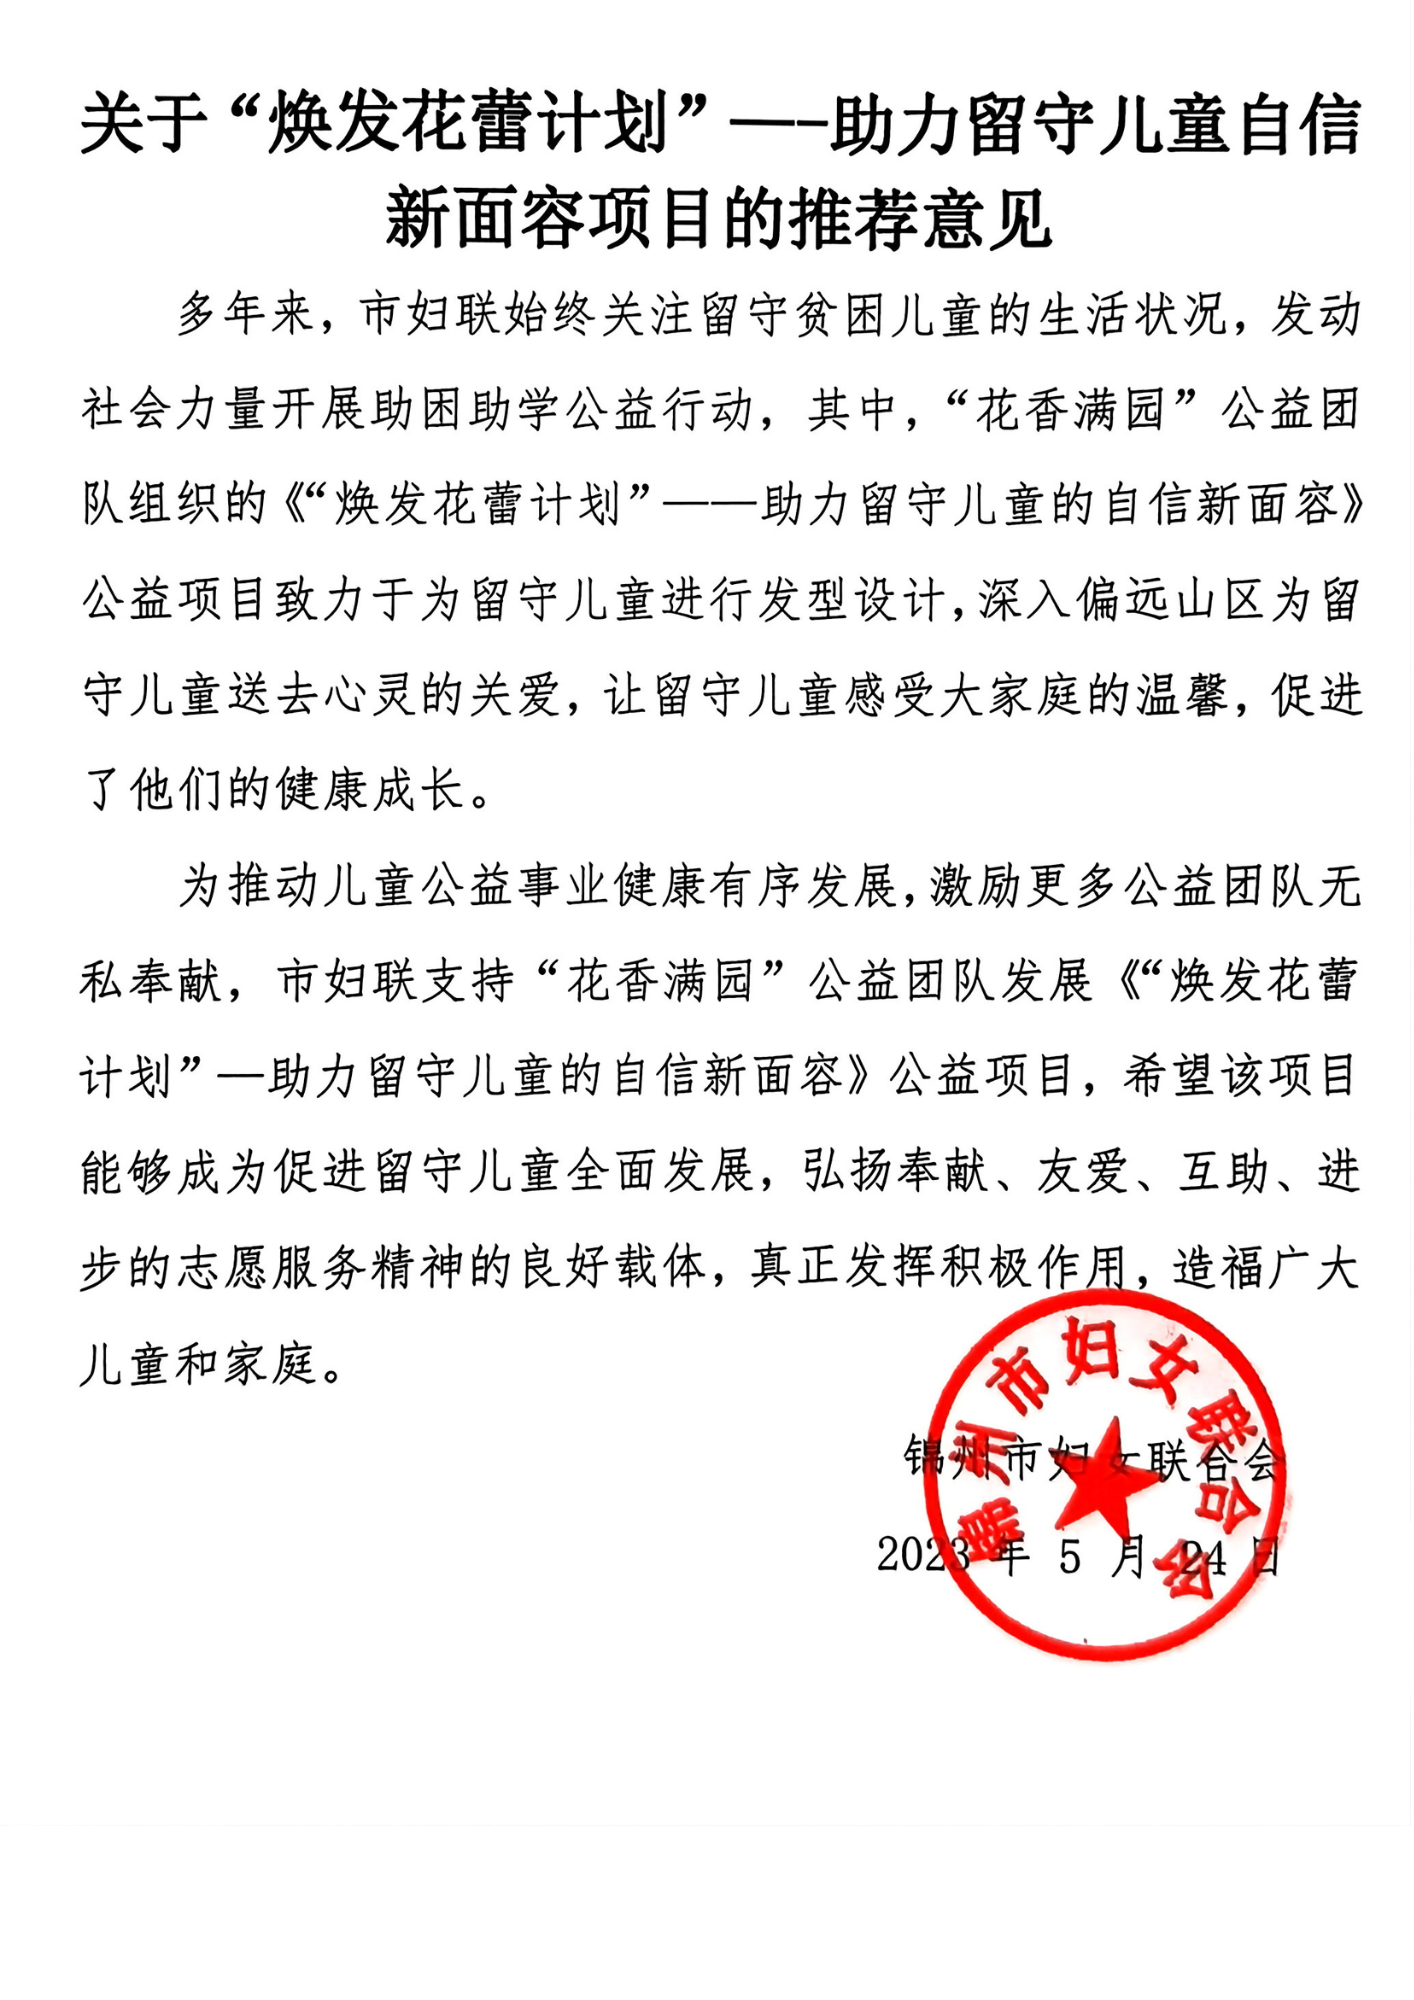 关于“焕发花蕾计划”——-助力留守儿童自信
新面容项目的推荐意见
多年来，市妇联始终关注留守贫困儿童的生活状况，发动
社会力量开展助困助学公益行动，其中，“花香满园”公益团
队组织的《“焕发花蕾计划”——助力留守儿童的自信新面容》
公益项目致力于为留守儿童进行发型设计，深入偏远山区为留
守儿童送去心灵的关爱，让留守儿童感受大家庭的温馨，促进
了他们的健康成长。
为推动儿童公益事业健康有序发展，激励更多公益团队无
私奉献，市妇联支持“花香满园”公益团队发展《“焕发花蕾
计划”—助力留守儿童的自信新面容》公益项目，希望该项目
能够成为促进留守儿童全面发展，弘扬奉献、友爱、互助、进
步的志愿服务精神的良好载体，真正发挥积极作用，造福广大
儿童和家庭。
锦州市妇女联合会
2023 年 5 月 24 日
锦州市妇女联合会